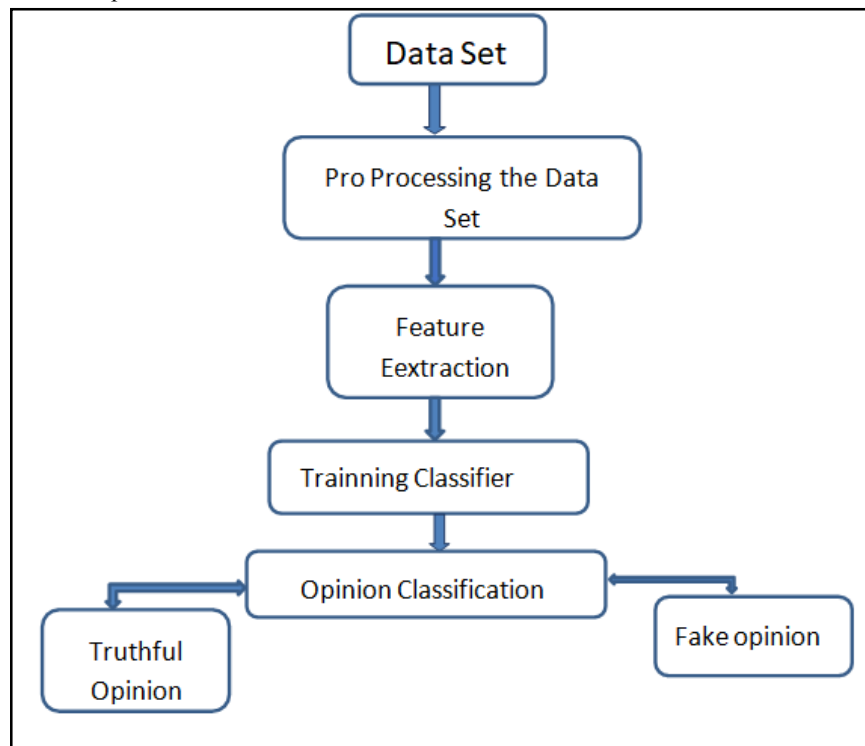 Data Set
Pro Processing the Data
Set
Feature
Eextraction
Trainning Classifier
Opinion Classification
Truthful
Opinion
Fake opinion